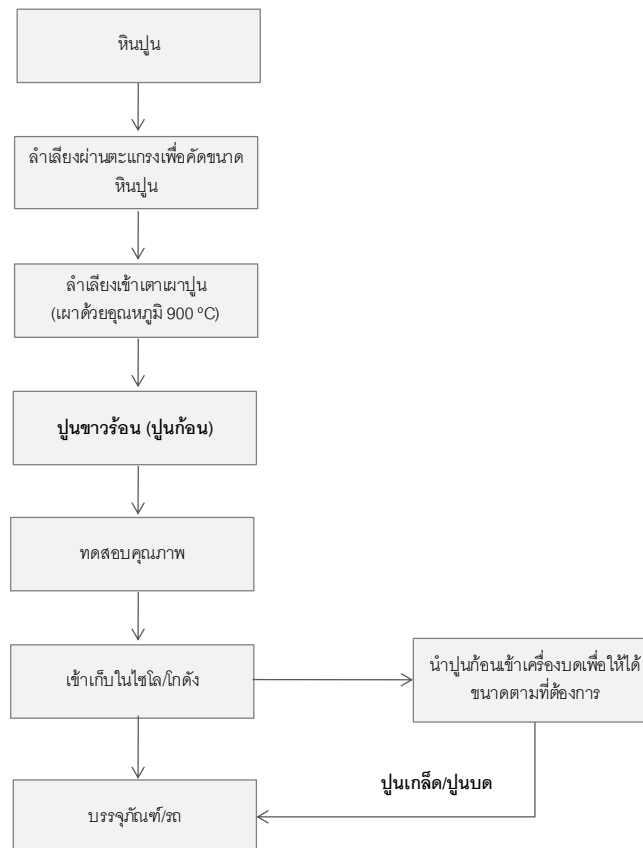 หินปูน
ลำเลียงผ่านตะแกรงเพื่อคัดขนาด
หินปูน
ลำเลียงเข้าเตาเผาปูน
(เผาด้วยอุณหภูมิ 900 °C)
ปูนขาวร้อน (ปูนก้อน)
ทดสอบคุณภาพ
เข้าเก็บในไซโล/โกดัง
นำปูนก้อนเข้าเครื่องบดเพื่อให้ได้
ขนาดตามที่ต้องการ
ปูนเกล็ด/ปูนบด
บรรจุภัณฑ์/รถ